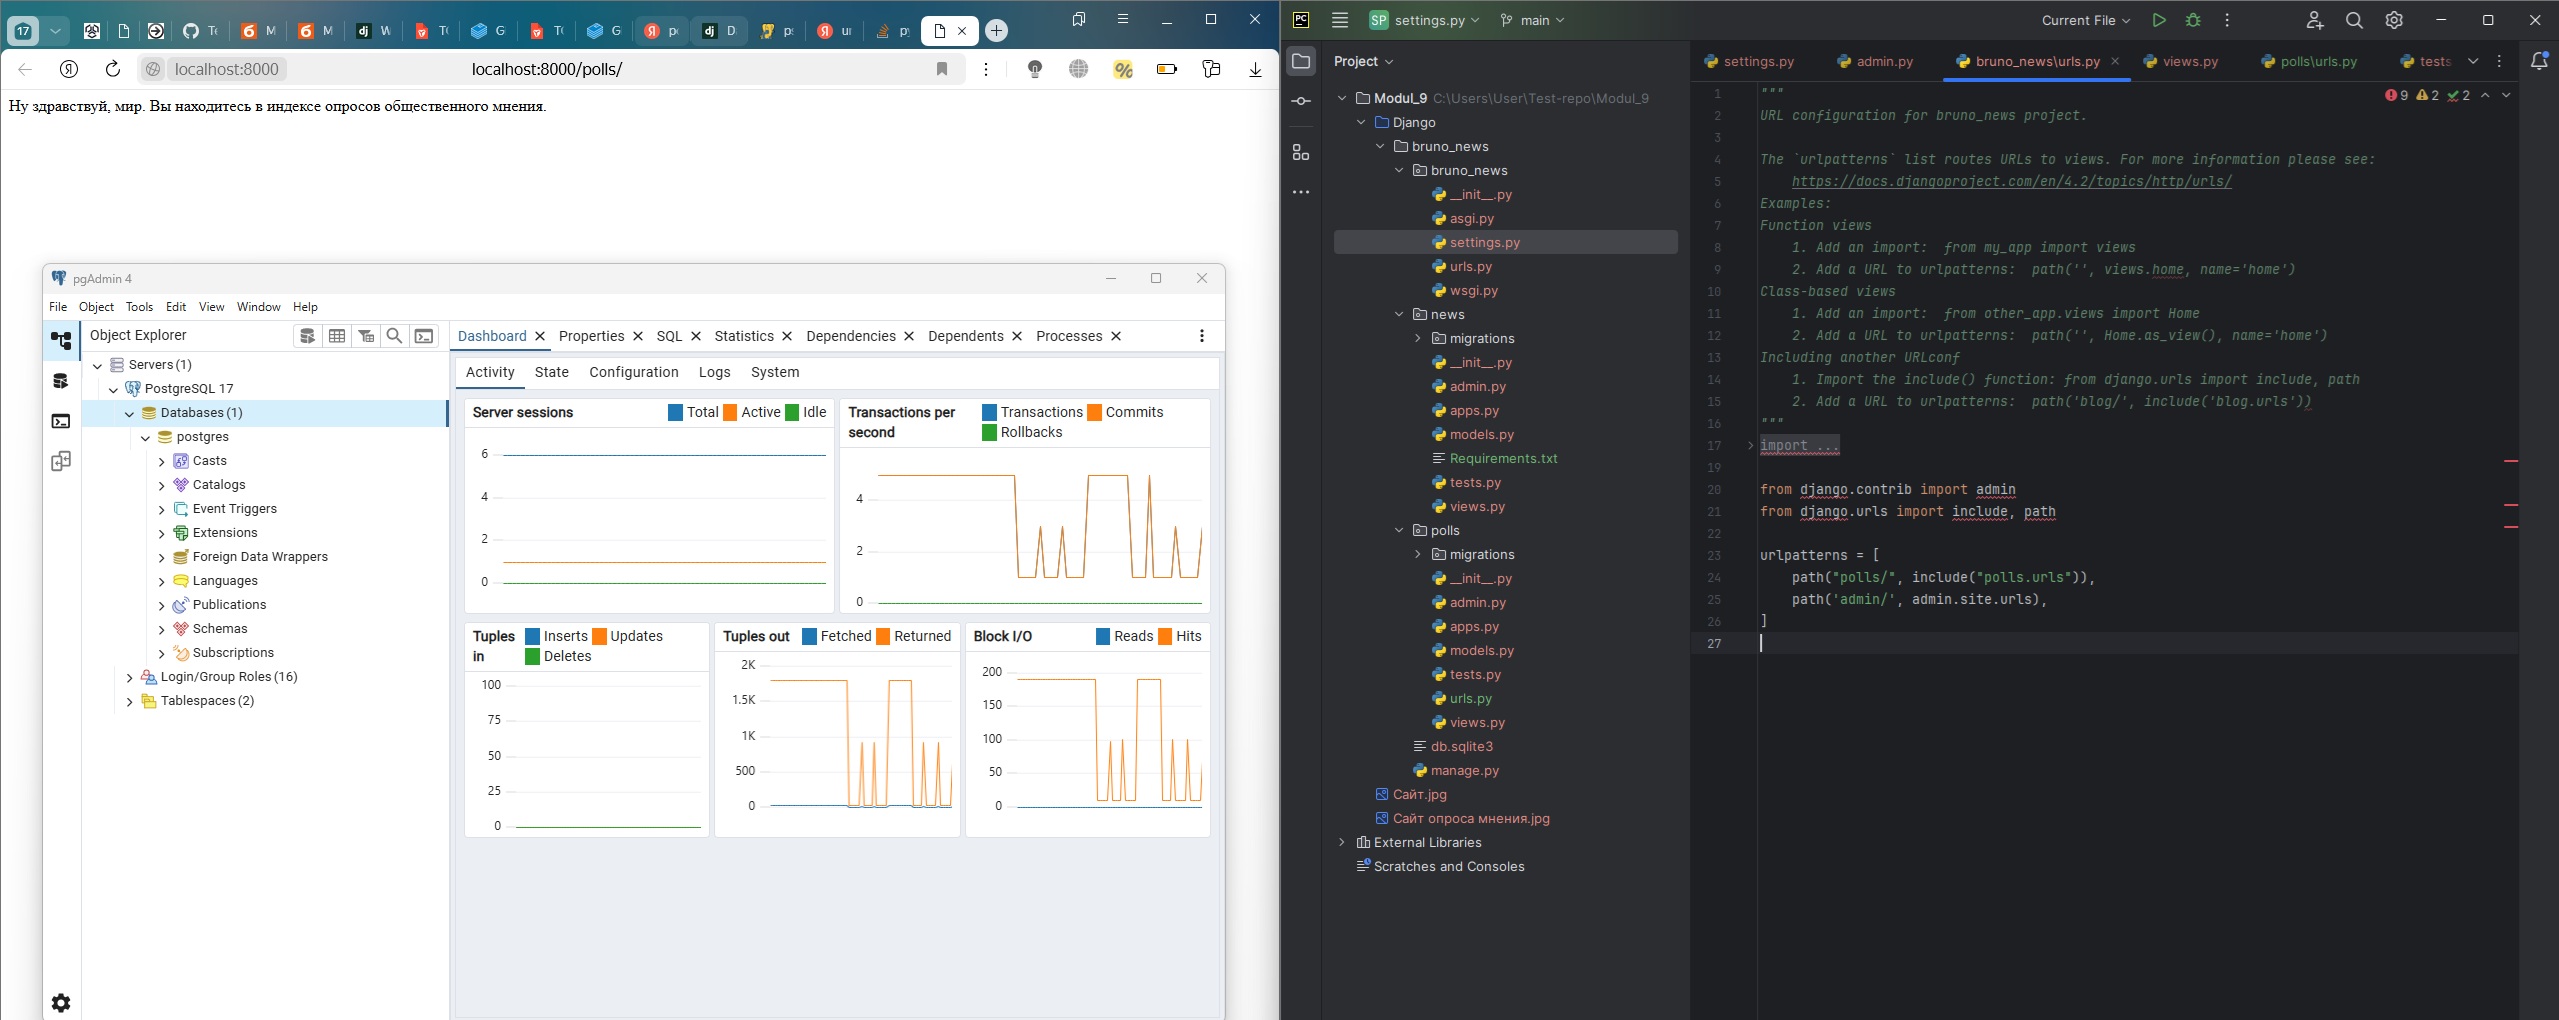 17
Te
M
M
W
TC
G
TC
G
pc
D
ps
ur
py
localhost:8000
localhost:8000/polls/
Ну здравствуй, мир. Вы находитесь в индексе опросов общественного мнения.
pgAdmin 4
File Object Tools Edit View Window Help
Object Explorer
Servers (1)
PostgreSQL 17
Databases (1)
postgres
Casts
Catalogs
Event Triggers
Extensions
Foreign Data Wrappers
Languages
Publications
Schemas
Subscriptions
Login/Group Roles (16)
Tablespaces (2)
Dashboard Properties SQL Statistics Dependencies Dependents Processes
Activity State Configuration Logs System
Server sessions Total Active Idle
6
4
2
0
Transactions per second Transactions Commits Rollbacks
4
2
0
Tuples in Inserts Updates Deletes
100
75
50
25
0
Tuples out Fetched Returned
2K
1.5K
1K
500
0
Block I/O Reads Hits
200
150
100
50
0
PC SP settings.py main Current File
Project
Modul_9 C:\Users\User\Test-repo\Modul_9
Django
bruno_news
bruno_news
__init__.py
asgi.py
settings.py
urls.py
wsgi.py
news
migrations
__init__.py
admin.py
apps.py
models.py
Requirements.txt
tests.py
views.py
polls
migrations
__init__.py
admin.py
apps.py
models.py
tests.py
urls.py
views.py
db.sqlite3
manage.py
Сайт.jpg
Сайт опроса мнения.jpg
External Libraries
Scratches and Consoles
settings.py admin.py bruno_news\urls.py views.py polls\urls.py tests
9 2 2
1 """
2 URL configuration for bruno_news project.
3
4 The `urlpatterns` list routes URLs to views. For more information please see:
5 https://docs.djangoproject.com/en/4.2/topics/http/urls/
6 Examples:
7 Function views
8 1. Add an import:  from my_app import views
9 2. Add a URL to urlpatterns:  path('', views.home, name='home')
10 Class-based views
11 1. Add an import:  from other_app.views import Home
12 2. Add a URL to urlpatterns:  path('', Home.as_view(), name='home')
13 Including another URLconf
14 1. Import the include() function: from django.urls import include, path
15 2. Add a URL to urlpatterns:  path('blog/', include('blog.urls'))
16 """
17 import ...
19
20 from django.contrib import admin
21 from django.urls import include, path
22
23 urlpatterns = [
24 path("polls/", include("polls.urls")),
25 path('admin/', admin.site.urls),
26 ]
27